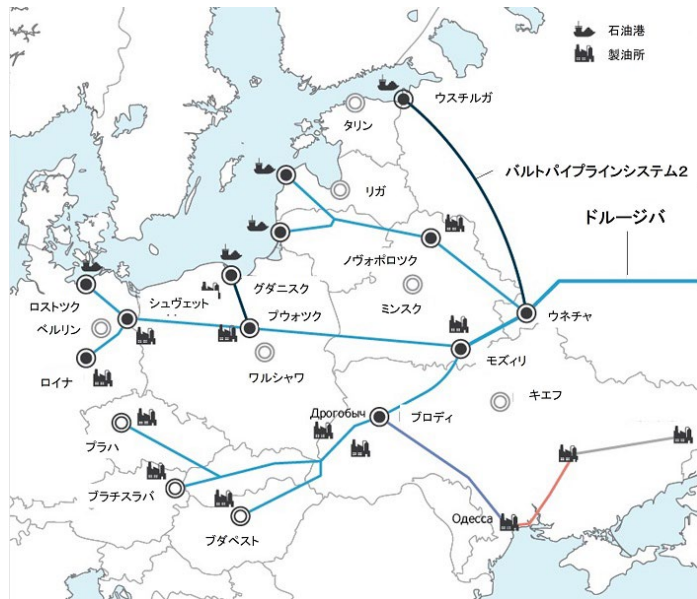 石油港
製油所
ウスチルガ
タリン
バルトパイプラインシステム2
リガ
ドルージバ
ノヴォポロツク
グダニスク
ロストック
シュヴェット
ミンスク
ウネチャ
プウォツク
ベルリン
モズィリ
ワルシャワ
ロイナ
キエフ
Дрогобыч
ブロディ
プラハ
ブラチスラバ
Одесса
ブダペスト